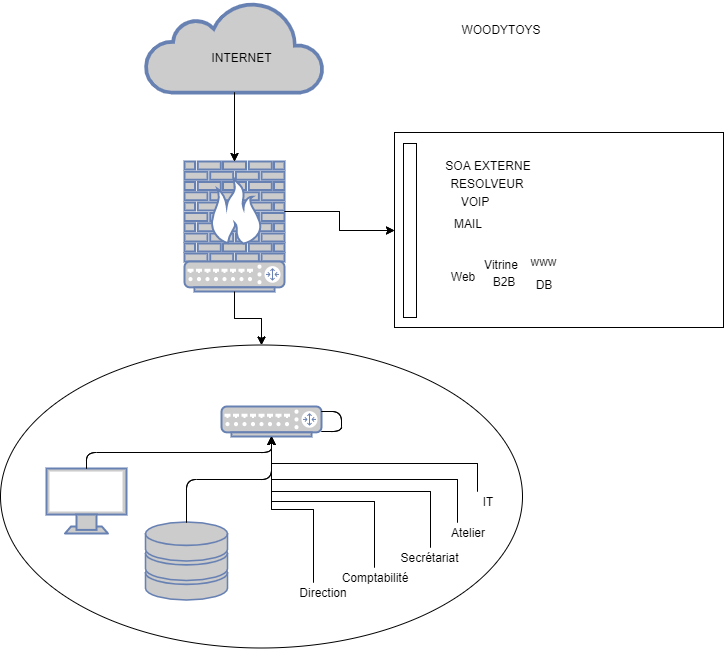 INTERNET
WOODYTOYS
SOA EXTERNE
RESOLVEUR
VOIP
MAIL
Web
Vitrine
B2B
www
DB
IT
Atelier
Secrétariat
Comptabilité
Direction